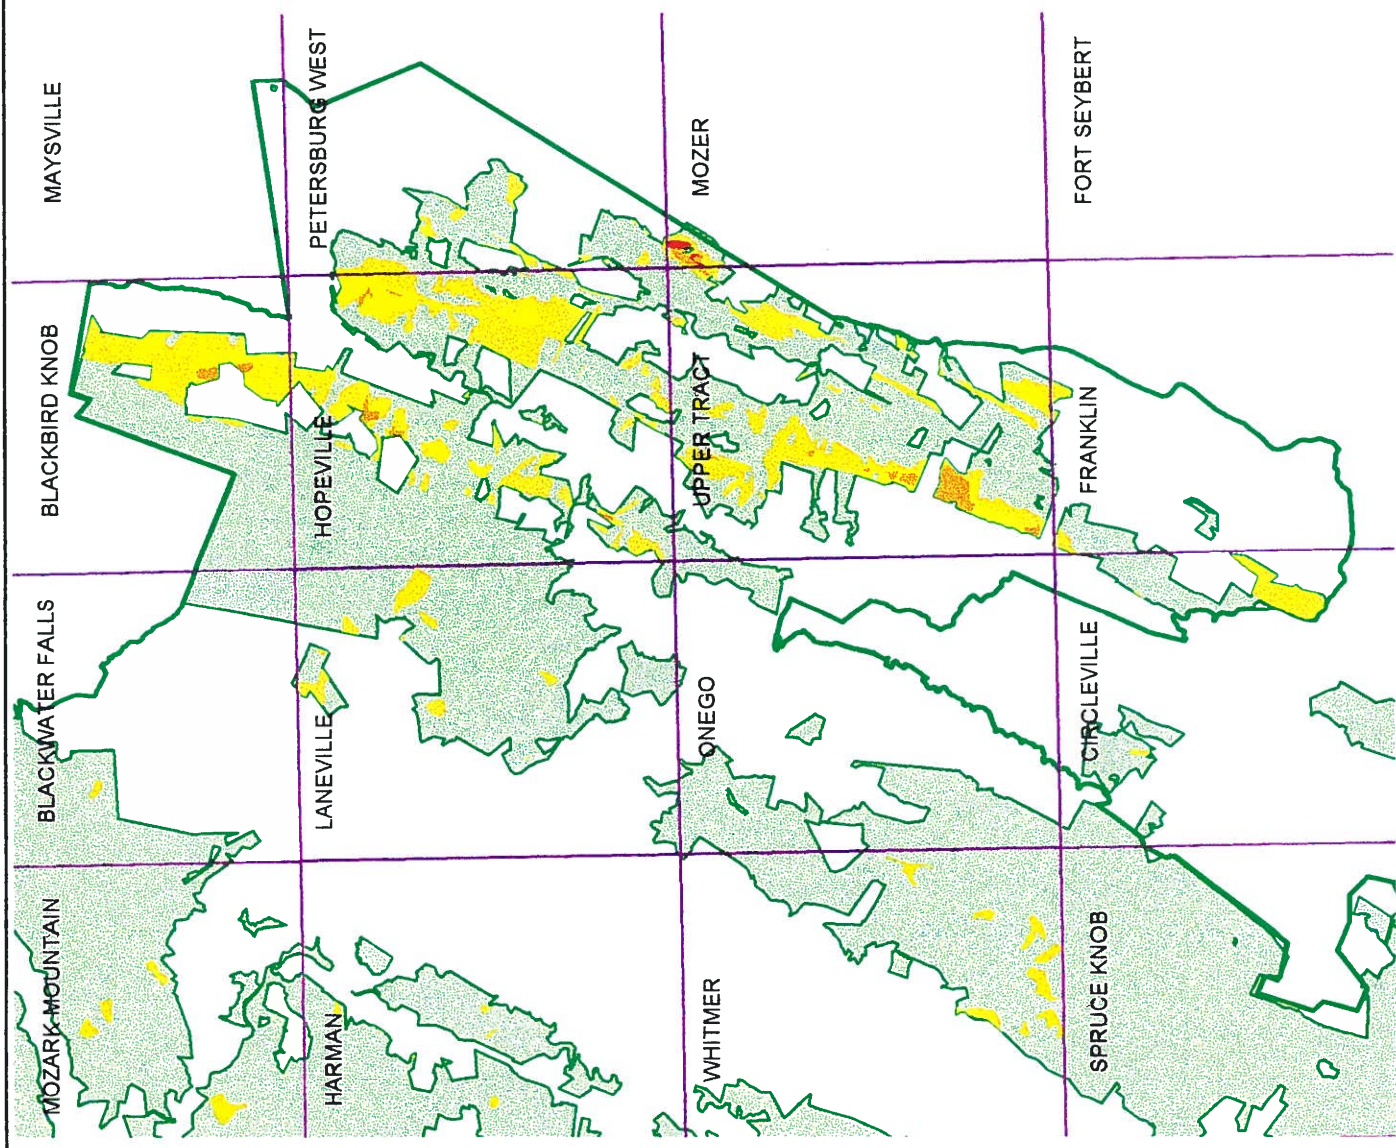 MAYSVILLE
PETERSBURG WEST
MOZER
FORT SEYBERT
BLACKBIRD KNOB
HOPEVILLE
UPPER TRACT
FRANKLIN
BLACKWATER FALLS
LANEVILLE
ONEGO
CIRCLEVILLE
MOZARK MOUNTAIN
HARMAN
WHITMER
SPRUCE KNOB